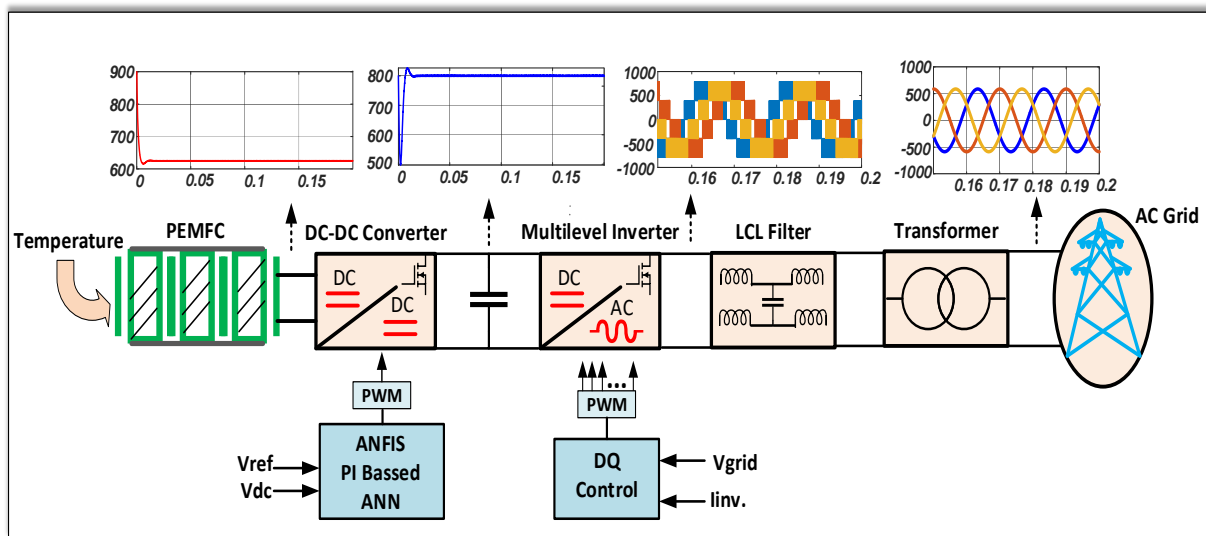 900
800
700
600
0
0.05
0.1
0.15
800
700
600
500
0
0.05
0.1
0.15
1000
500
0
-500
-1000
0.16
0.17
0.18
0.19
0.2
1000
500
0
-500
-1000
0.16
0.17
0.18
0.19
0.2
Temperature
PEMFC
DC-DC Converter
Multilevel Inverter
LCL Filter
Transformer
AC Grid
DC
DC
DC
AC
PWM
...
PWM
ANFIS
PI Bassed
ANN
Vref
Vdc
DQ
Control
Vgrid
Iinv.